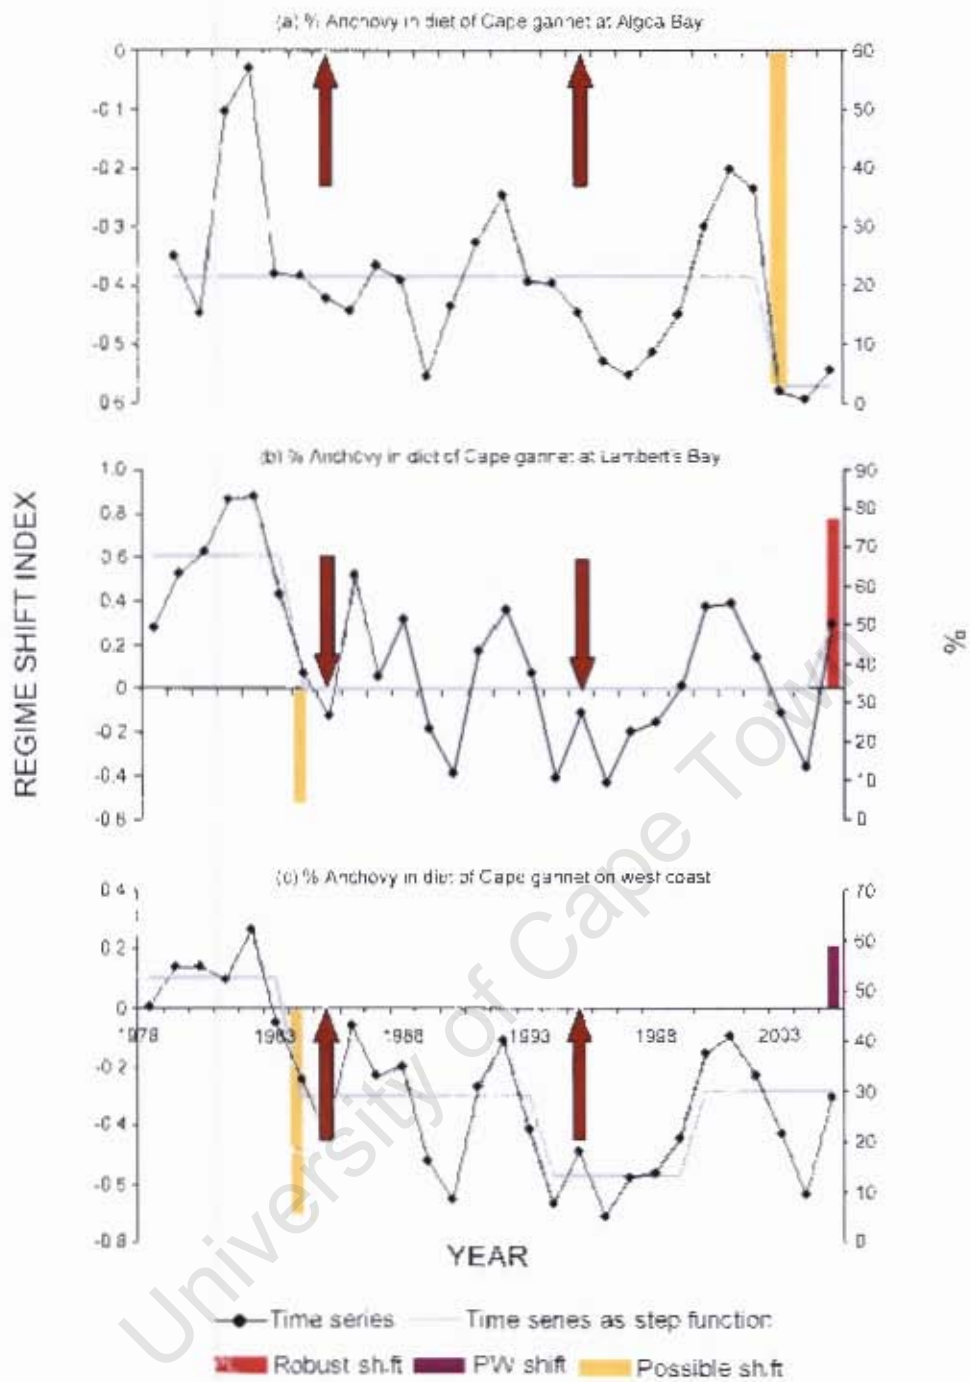 (a) % Anchovy in diet of Cape gannet at Algoa Bay
0 60
-0.1 50
-0.2 40
-0.3 30
-0.4 20
-0.5 10
0.6 0
(b) % Anchovy in diet of Cape gannet at Lambert's Bay
1.0 90
0.8 80
0.6 70
0.4 60
0.2 50
0 40
-0.2 30
-0.4 20
-0.6 10
0
REGIME SHIFT INDEX
%
(c) % Anchovy in diet of Cape gannet on west coast
0.4 70
0.2 60
0 50
1978 1983 1988 1993 1998 2003
40
-0.2 30
-0.4 20
-0.6 10
-0.8 0
YEAR
Time series Time series as step function
Robust shift PW shift Possible shift
University of Cape Town